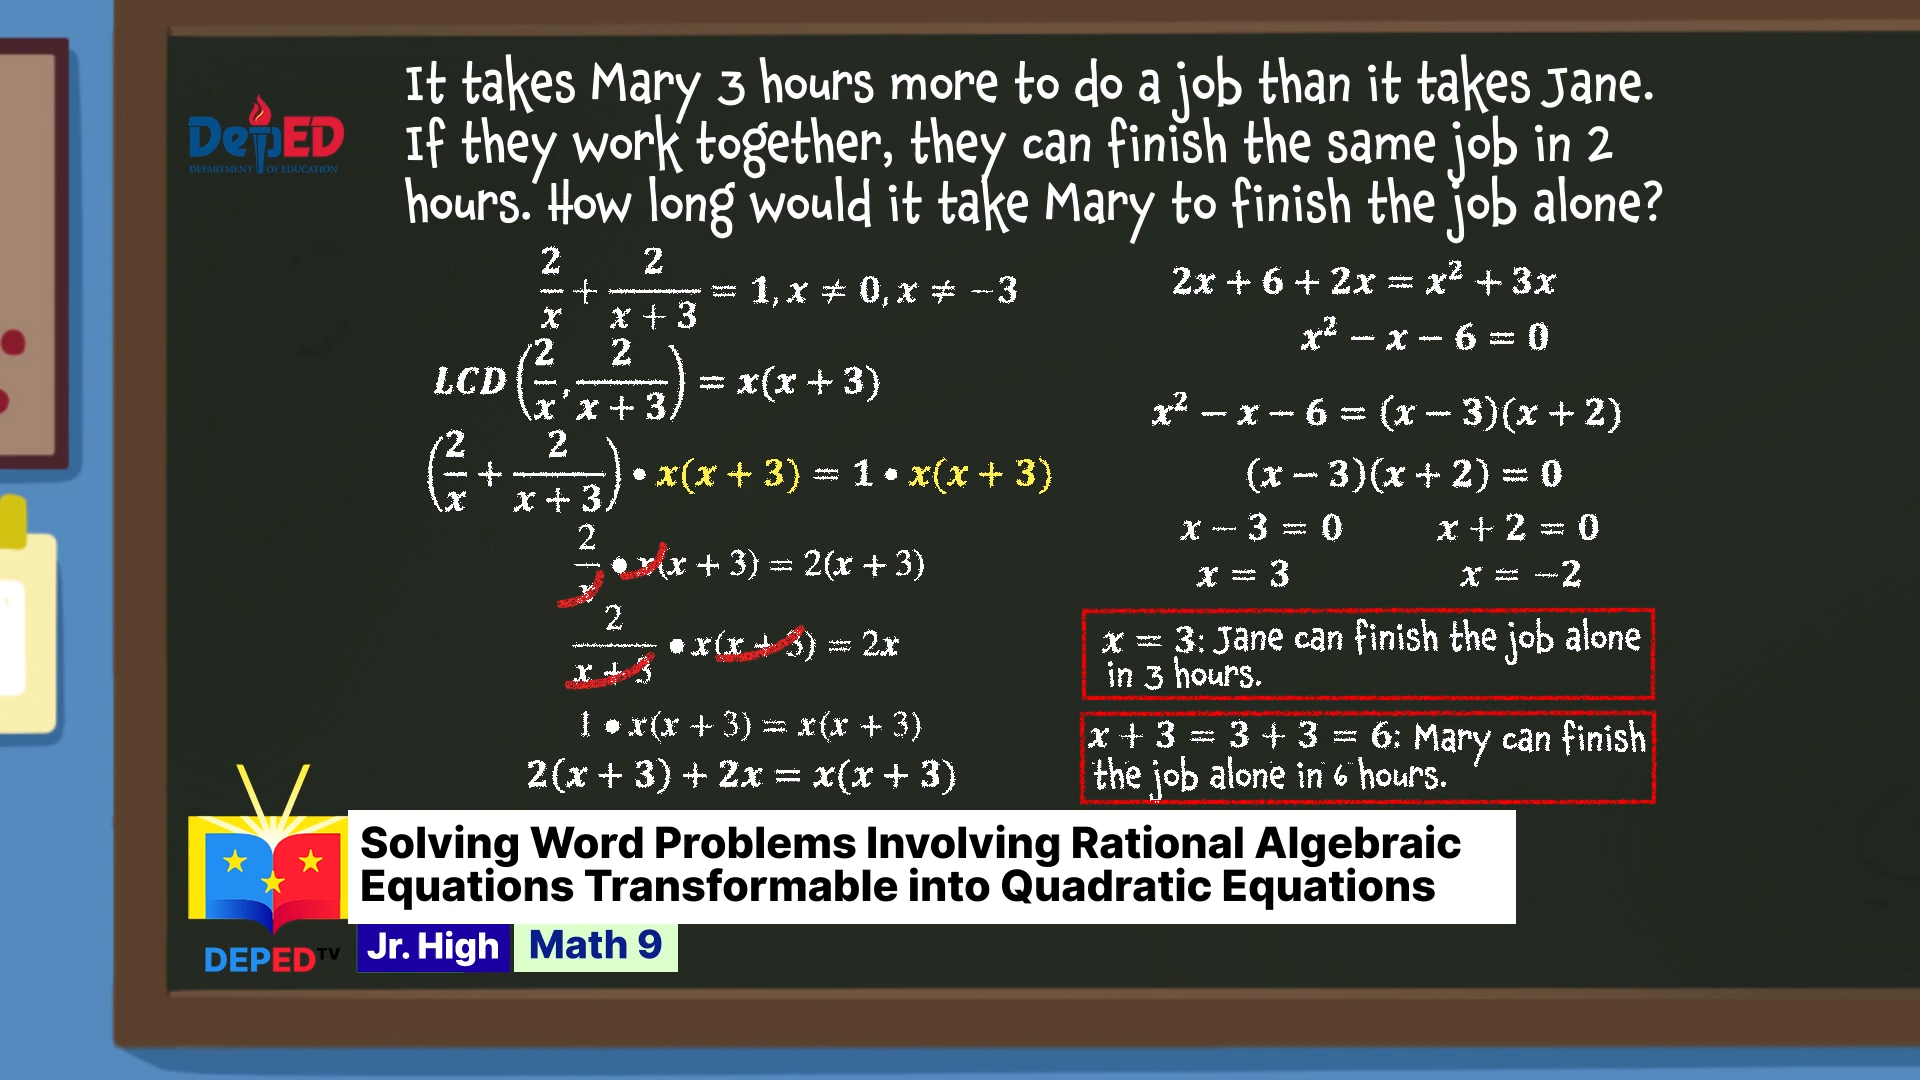 It takes Mary 3 hours more to do a job than it takes Jane.
If they work together, they can finish the same job in 2
hours. How long would it take Mary to finish the job alone?
DepED
DEPARTMENT OF EDUCATION
2/x + 2/(x + 3) = 1, x ≠ 0, x ≠ −3
LCD (2/x, 2/(x + 3)) = x(x + 3)
(2/x + 2/(x + 3)) • x(x + 3) = 1 • x(x + 3)
2/x • x(x + 3) = 2(x + 3)
2/(x + 3) • x(x + 3) = 2x
1 • x(x + 3) = x(x + 3)
2(x + 3) + 2x = x(x + 3)
2x + 6 + 2x = x² + 3x
x² − x − 6 = 0
x² − x − 6 = (x − 3)(x + 2)
(x − 3)(x + 2) = 0
x − 3 = 0 x + 2 = 0
x = 3 x = −2
x = 3: Jane can finish the job alone
in 3 hours.
x + 3 = 3 + 3 = 6: Mary can finish
the job alone in 6 hours.
Solving Word Problems Involving Rational Algebraic
Equations Transformable into Quadratic Equations
DEPED TV
Jr. High Math 9